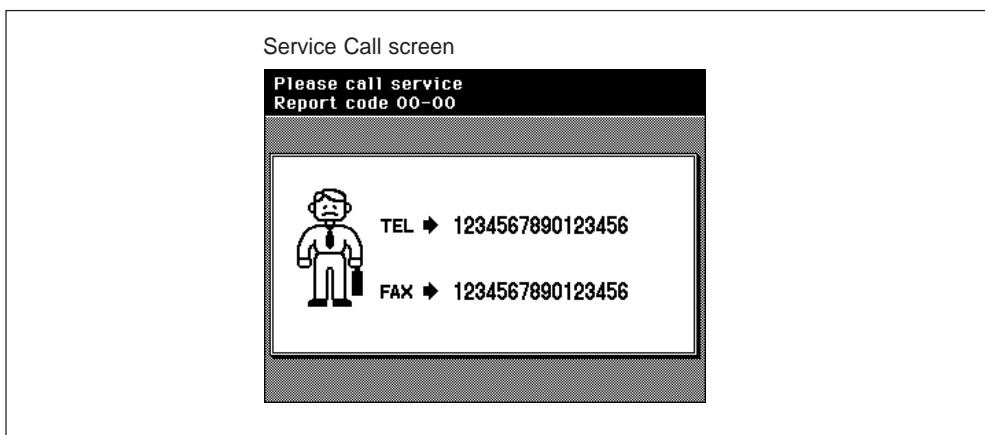 Service Call screen
Please call service
Report code 00-00
TEL ➧ 1234567890123456
FAX ➧ 1234567890123456